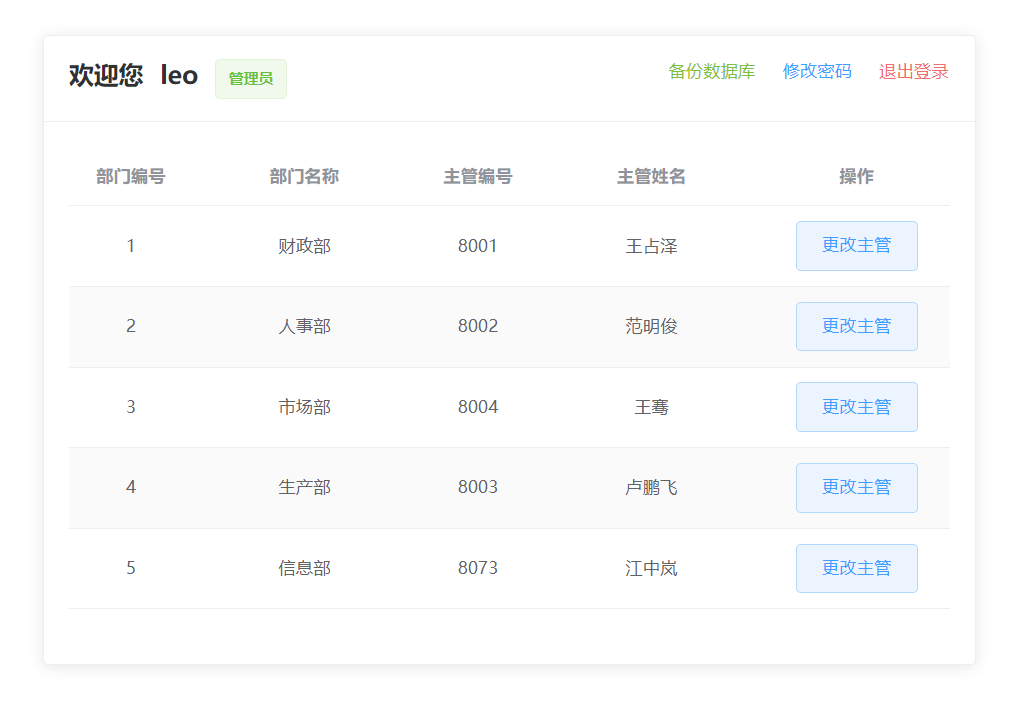 欢迎您 leo 管理员 备份数据库 修改密码 退出登录
部门编号 部门名称 主管编号 主管姓名 操作
1 财政部 8001 王占泽 更改主管
2 人事部 8002 范明俊 更改主管
3 市场部 8004 王骞 更改主管
4 生产部 8003 卢鹏飞 更改主管
5 信息部 8073 江中岚 更改主管